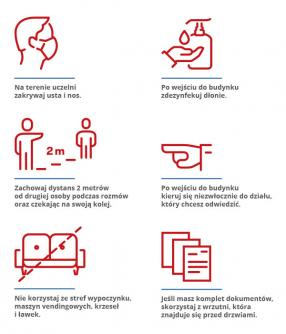 Na terenie uczelni
zakrywaj usta i nos.
Po wejściu do budynku
zdezynfekuj dłonie.
2 m
Zachowaj dystans 2 metrów
od drugiej osoby podczas rozmów
oraz czekając na swoją kolej.
Po wejściu do budynku
kieruj się niezwłocznie do działu,
który chcesz odwiedzić.
Nie korzystaj ze stref wypoczynku,
maszyn vendingowych, krzeseł
i ławek.
Jeśli masz komplet dokumentów,
skorzystaj z wrzutni, która
znajduje się przed drzwiami.